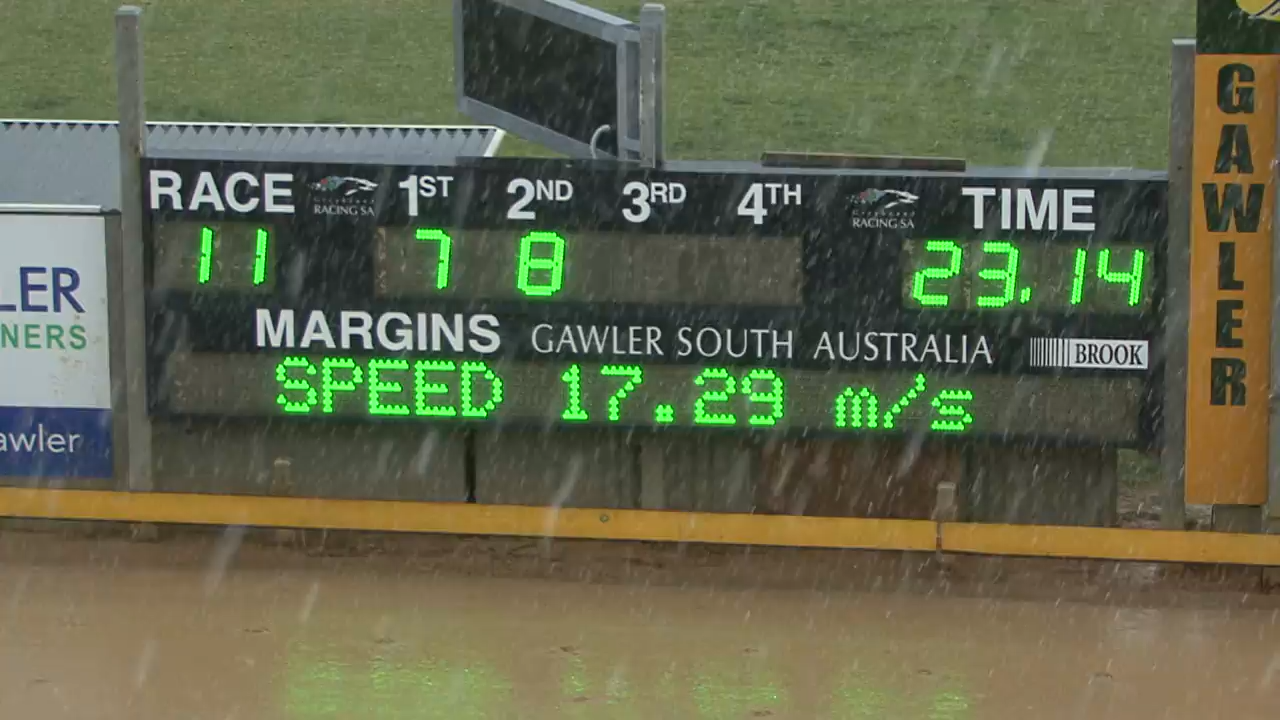 RACE
RACING SA
1ST 2ND 3RD 4TH
RACING SA
TIME
11 7 8 23.14
MARGINS GAWLER SOUTH AUSTRALIA BROOK
SPEED 17.29 m/s
LER
NERS
awler
GAWLER